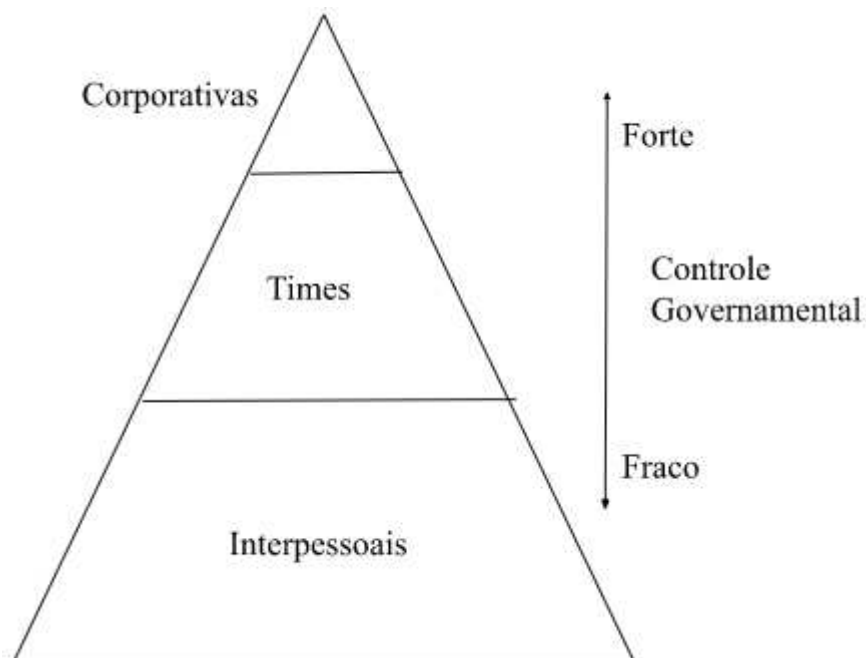 Corporativas
Forte
Times
Controle
Governamental
Fraco
Interpessoais